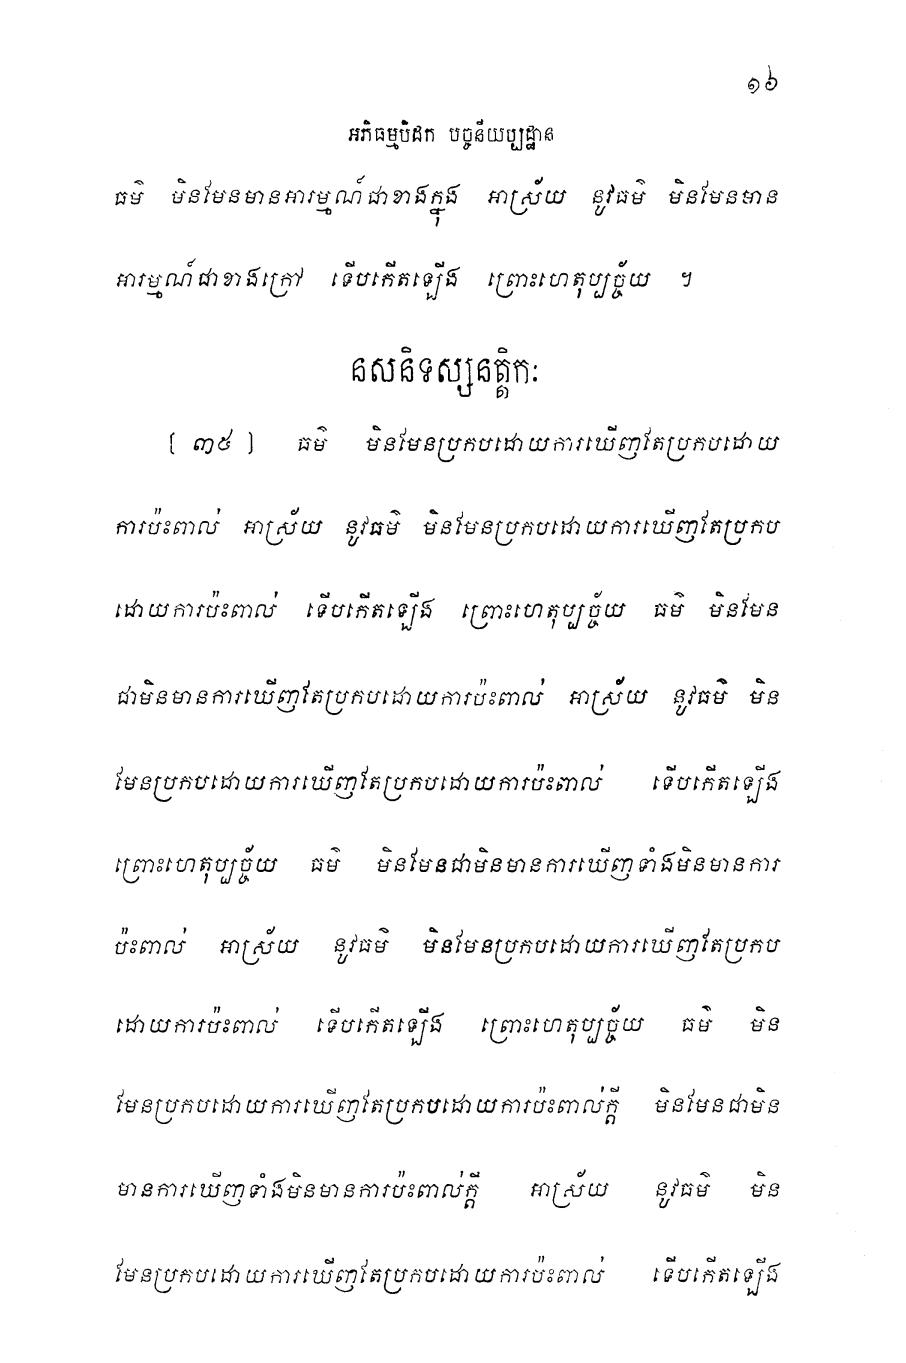 ១៦
អភិធម្មបិដក បច្ចនីយប្បដ្ឋាន
ធម៌ មិនមែនមានអារម្មណ៍ជាខាងក្នុង អាស្រ័យ នូវធម៌ មិនមែនមាន
អារម្មណ៍ជាខាងក្រៅ ទើបកើតឡើង ព្រោះហេតុប្បច្ច័យ ។
នសនិទស្សនត្តិកៈ
[ ៣៥ ] ធម៌ មិនមែនប្រកបដោយការឃើញតែប្រកបដោយ
ការប៉ះពាល់ អាស្រ័យ នូវធម៌ មិនមែនប្រកបដោយការឃើញតែប្រកប
ដោយការប៉ះពាល់ ទើបកើតឡើង ព្រោះហេតុប្បច្ច័យ ធម៌ មិនមែន
ជាមិនមានការឃើញតែប្រកបដោយការប៉ះពាល់ អាស្រ័យ នូវធម៌ មិន
មែនប្រកបដោយការឃើញតែប្រកបដោយការប៉ះពាល់ ទើបកើតឡើង
ព្រោះហេតុប្បច្ច័យ ធម៌ មិនមែនជាមិនមានការឃើញទាំងមិនមានការ
ប៉ះពាល់ អាស្រ័យ នូវធម៌ មិនមែនប្រកបដោយការឃើញតែប្រកប
ដោយការប៉ះពាល់ ទើបកើតឡើង ព្រោះហេតុប្បច្ច័យ ធម៌ មិន
មែនប្រកបដោយការឃើញតែប្រកបដោយការប៉ះពាល់ក្តី មិនមែនជាមិន
មានការឃើញទាំងមិនមានការប៉ះពាល់ក្តី អាស្រ័យ នូវធម៌ មិន
មែនប្រកបដោយការឃើញតែប្រកបដោយការប៉ះពាល់ ទើបកើតឡើង